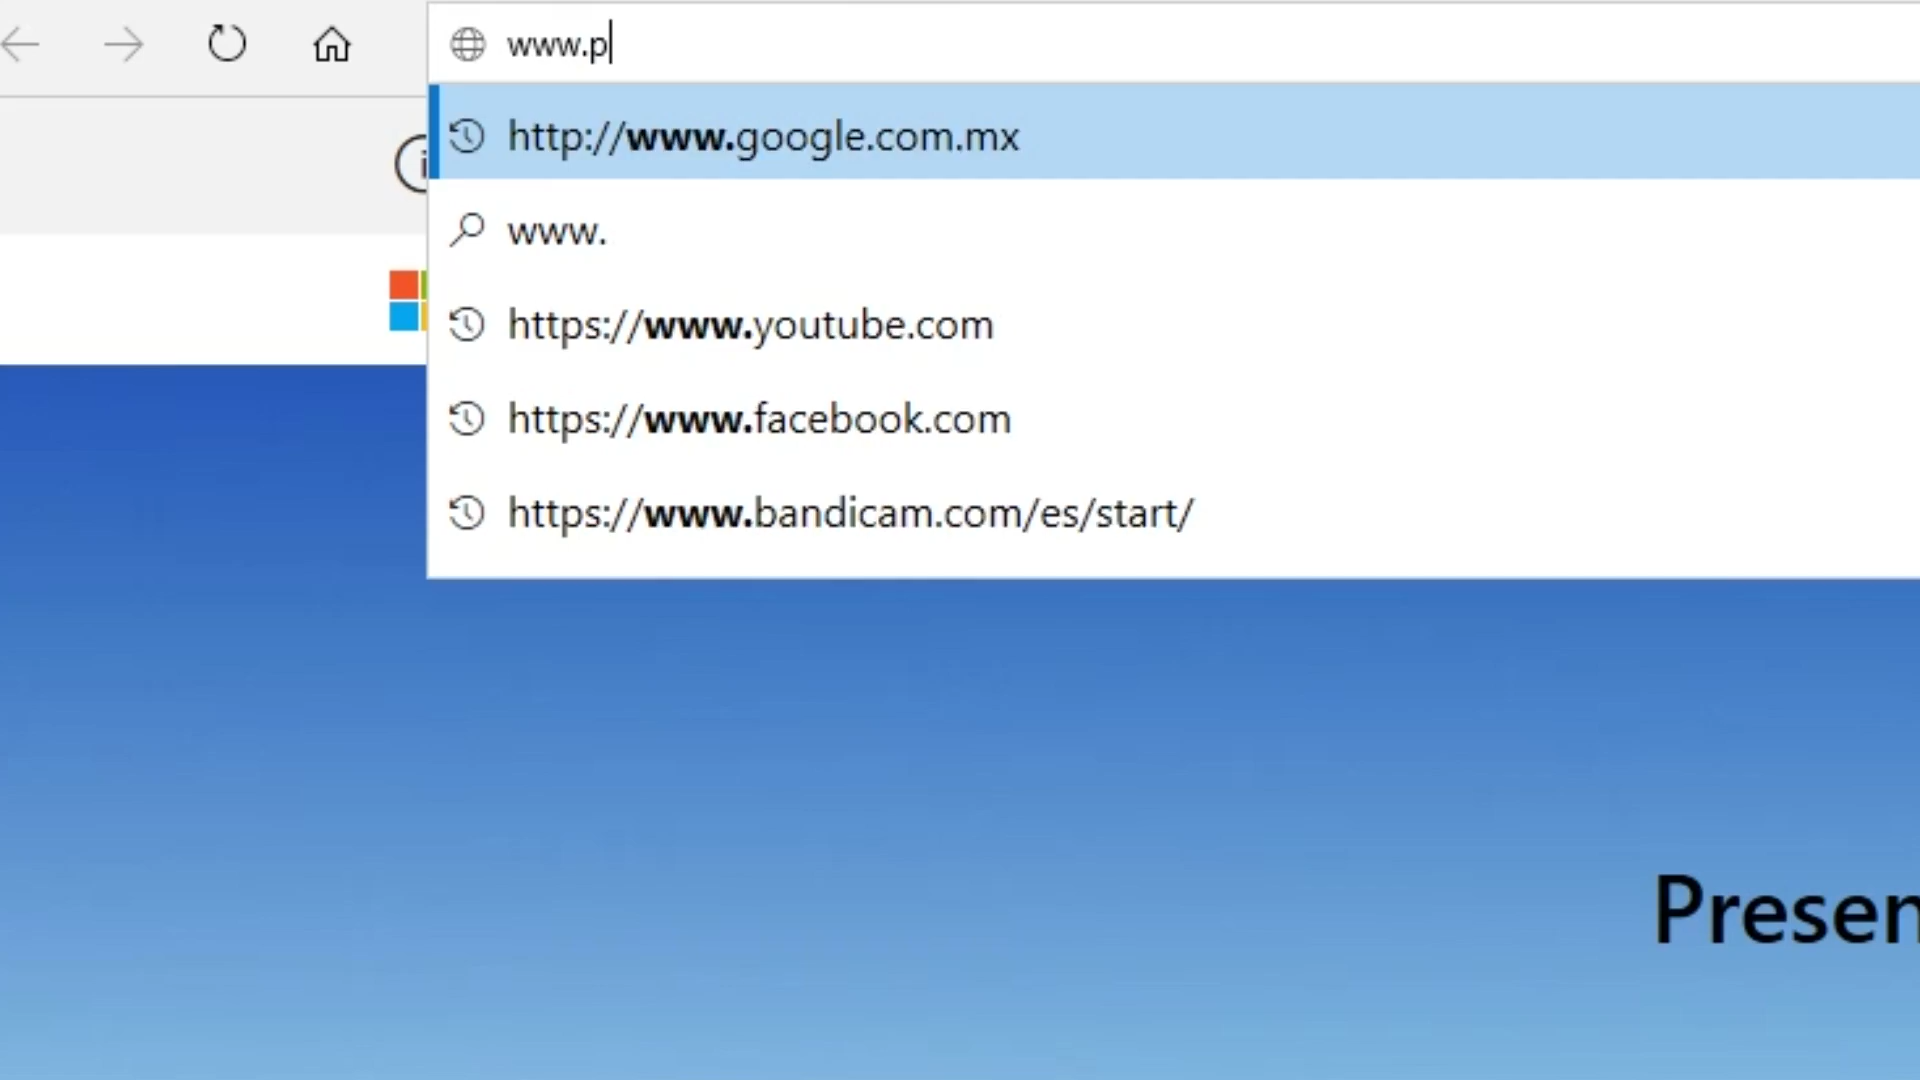 www.p
http://www.google.com.mx
www.
https://www.youtube.com
https://www.facebook.com
https://www.bandicam.com/es/start/
Presen